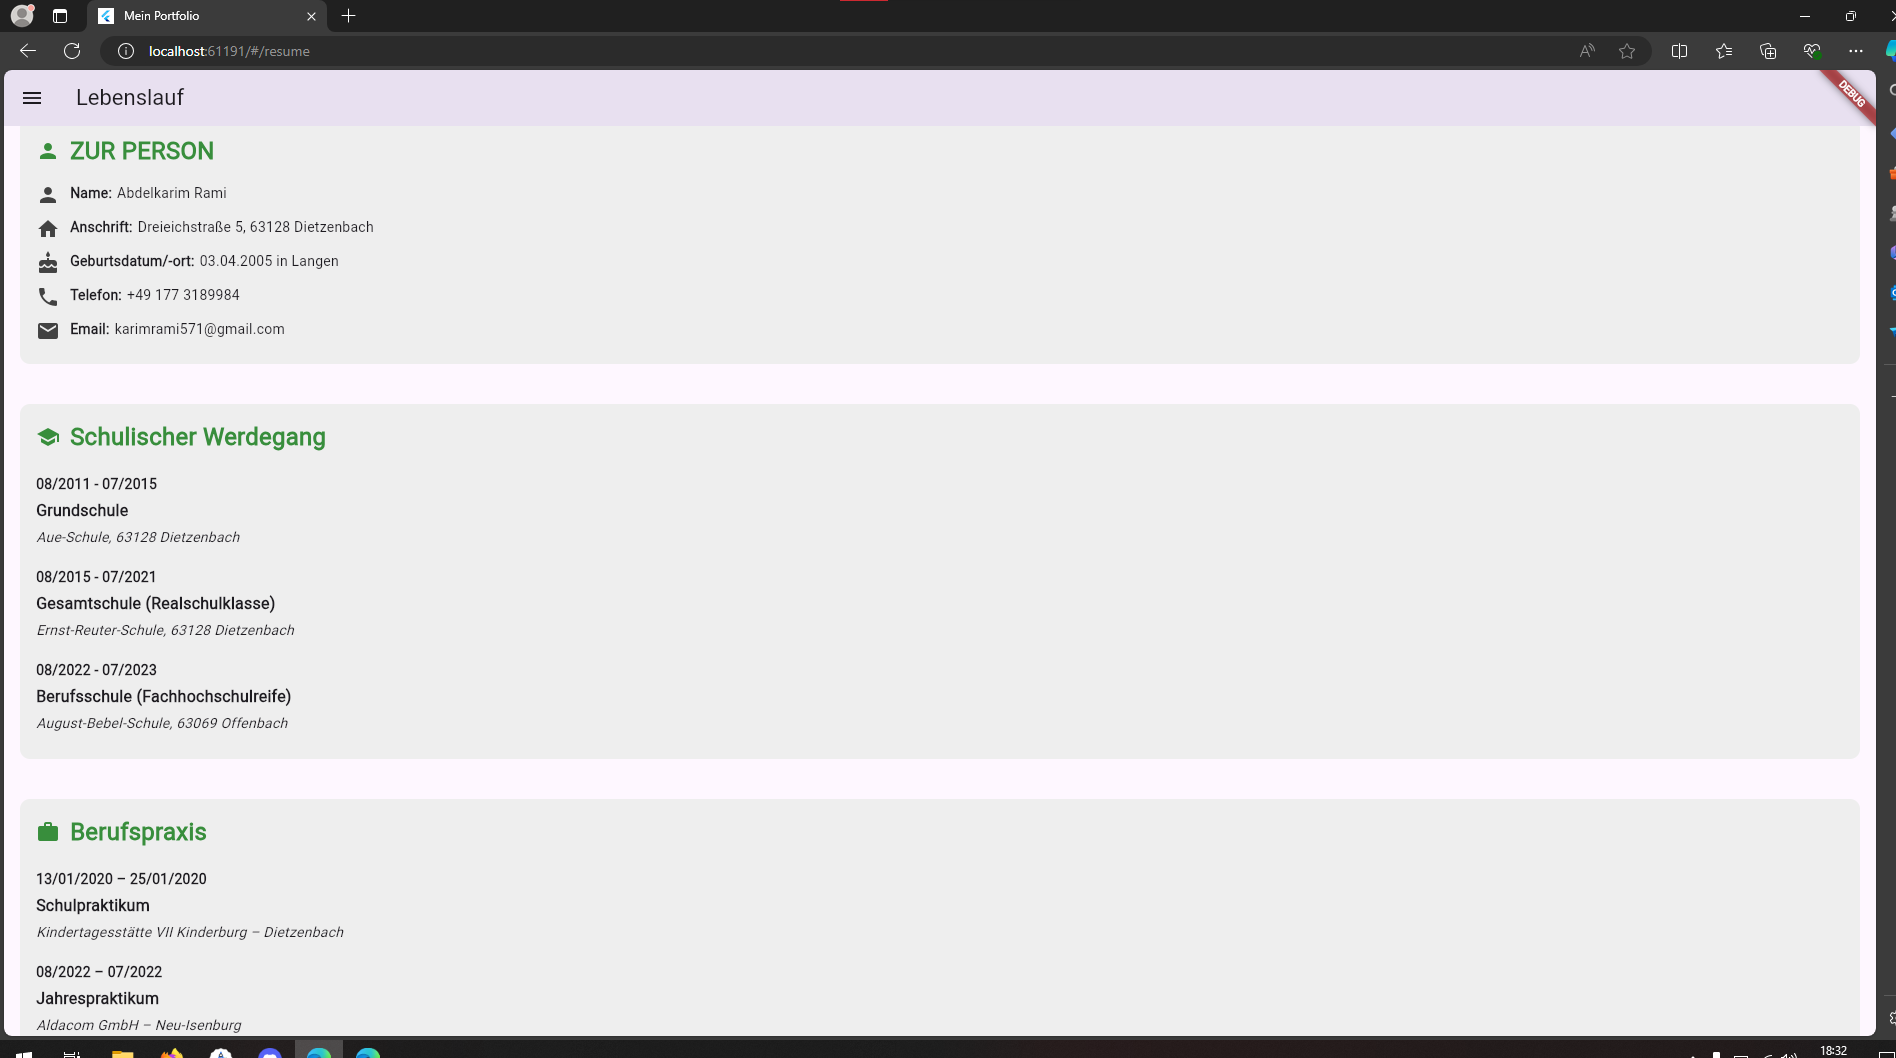 Mein Portfolio
localhost:61191/#/resume
Lebenslauf
DEBUG
ZUR PERSON
Name: Abdelkarim Rami
Anschrift: Dreieichstraße 5, 63128 Dietzenbach
Geburtsdatum/-ort: 03.04.2005 in Langen
Telefon: +49 177 3189984
Email: karimrami571@gmail.com
Schulischer Werdegang
08/2011 - 07/2015
Grundschule
Aue-Schule, 63128 Dietzenbach
08/2015 - 07/2021
Gesamtschule (Realschulklasse)
Ernst-Reuter-Schule, 63128 Dietzenbach
08/2022 - 07/2023
Berufsschule (Fachhochschulreife)
August-Bebel-Schule, 63069 Offenbach
Berufspraxis
13/01/2020 – 25/01/2020
Schulpraktikum
Kindertagesstätte VII Kinderburg – Dietzenbach
08/2022 – 07/2022
Jahrespraktikum
Aldacom GmbH – Neu-Isenburg
18:32